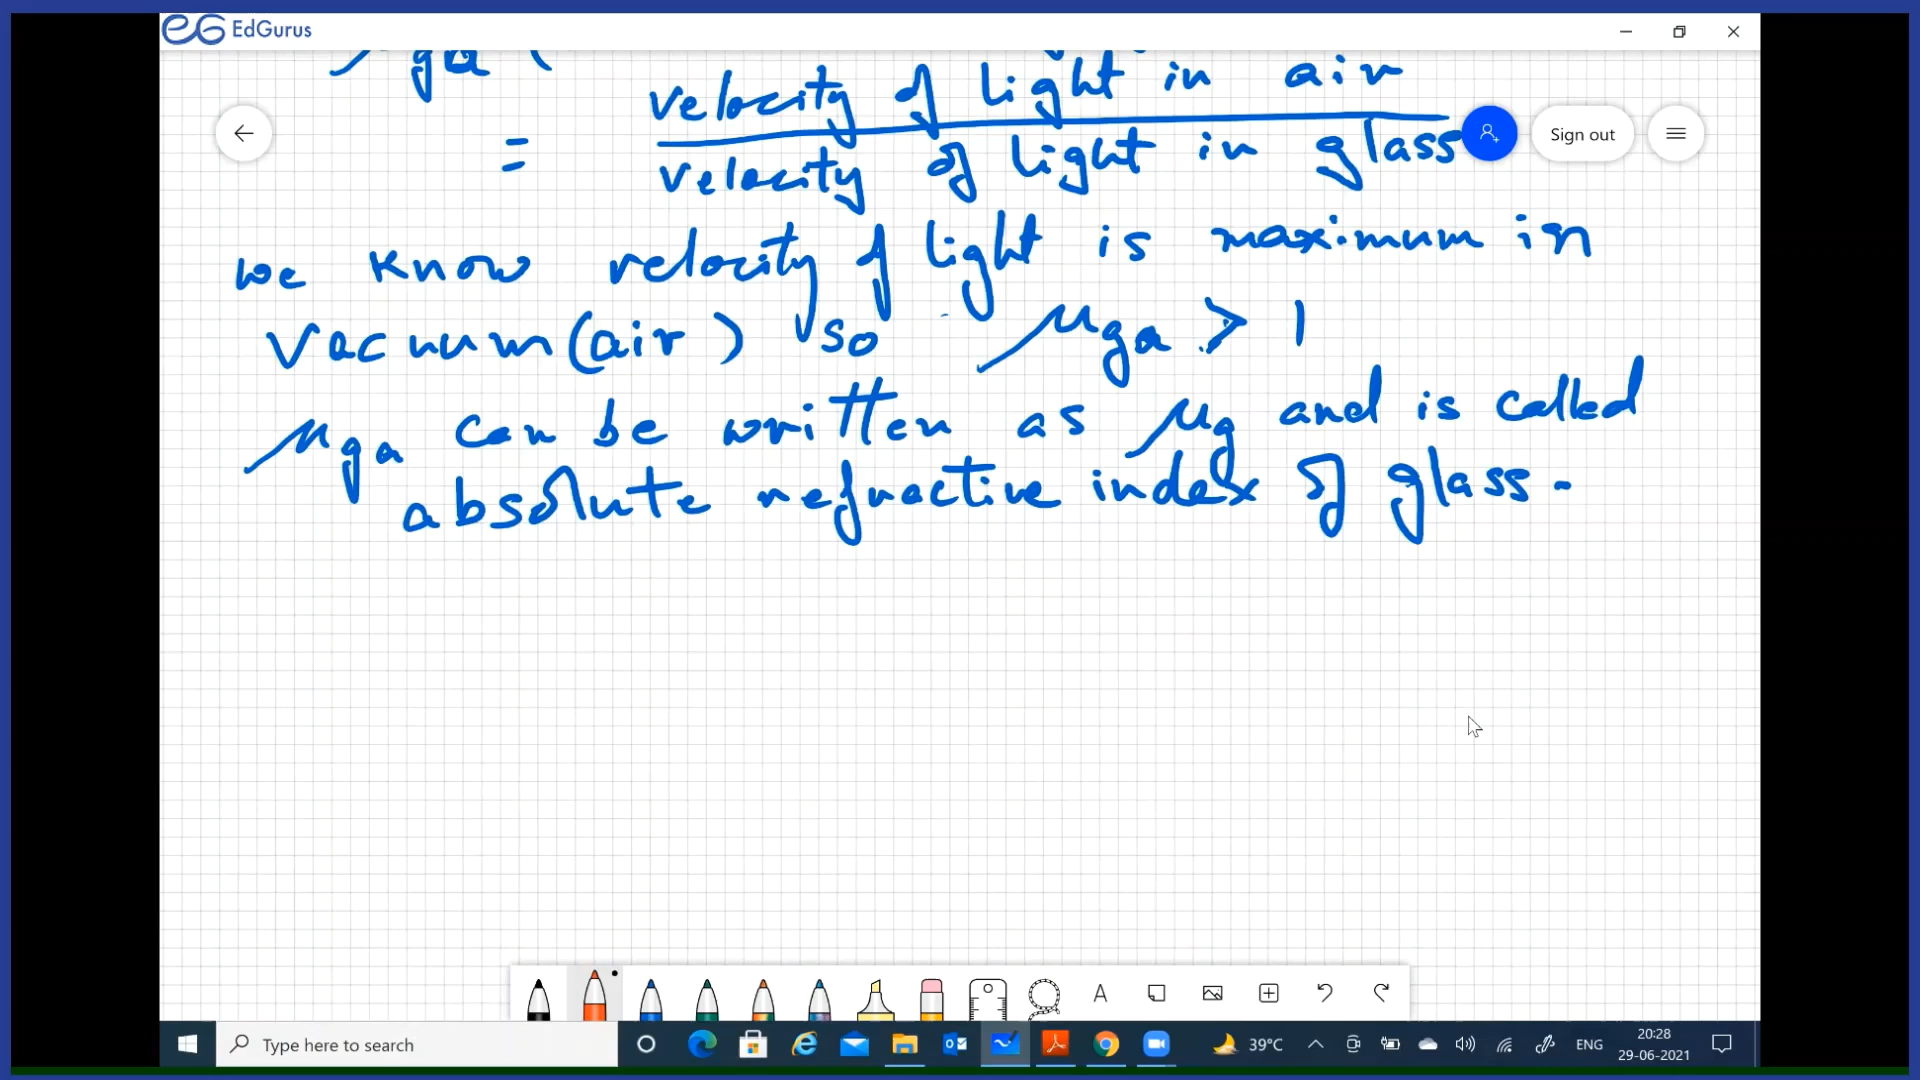 EdGurus
μga (
velocity of light in air
=
velocity of light in glass
Sign out
we know velocity of light is maximum in
vacuum (air) so μga > 1
μga can be written as μg and is called
absolute refractive index of glass.
A
Type here to search
39°C
ENG
20:28
29-06-2021